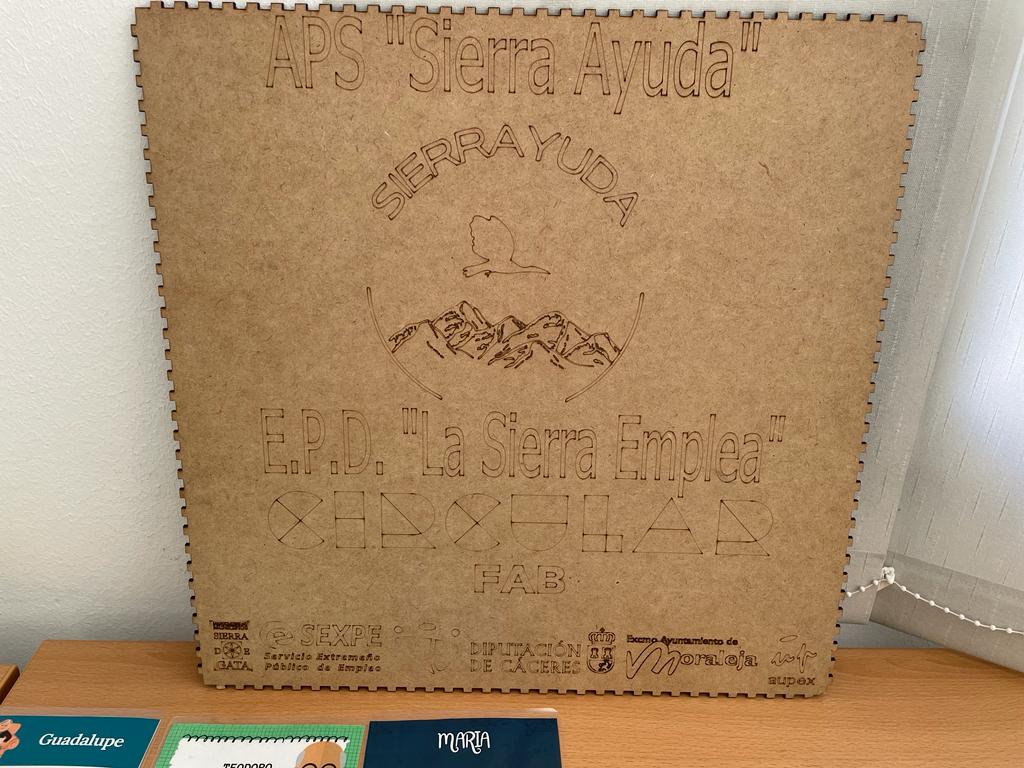 APS "Sierra Ayuda"
SIERRAYUDA
E.P.D. "La Sierra Emplea"
CIRCULAR
FAB
SIERRA
DE
GATA
SEXPE
Servicio Extremeño
Público de Empleo
DIPUTACIÓN
DE CÁCERES
Excmo Ayuntamiento de
Moraleja
aupex
Guadalupe
TEODORO
MARIA